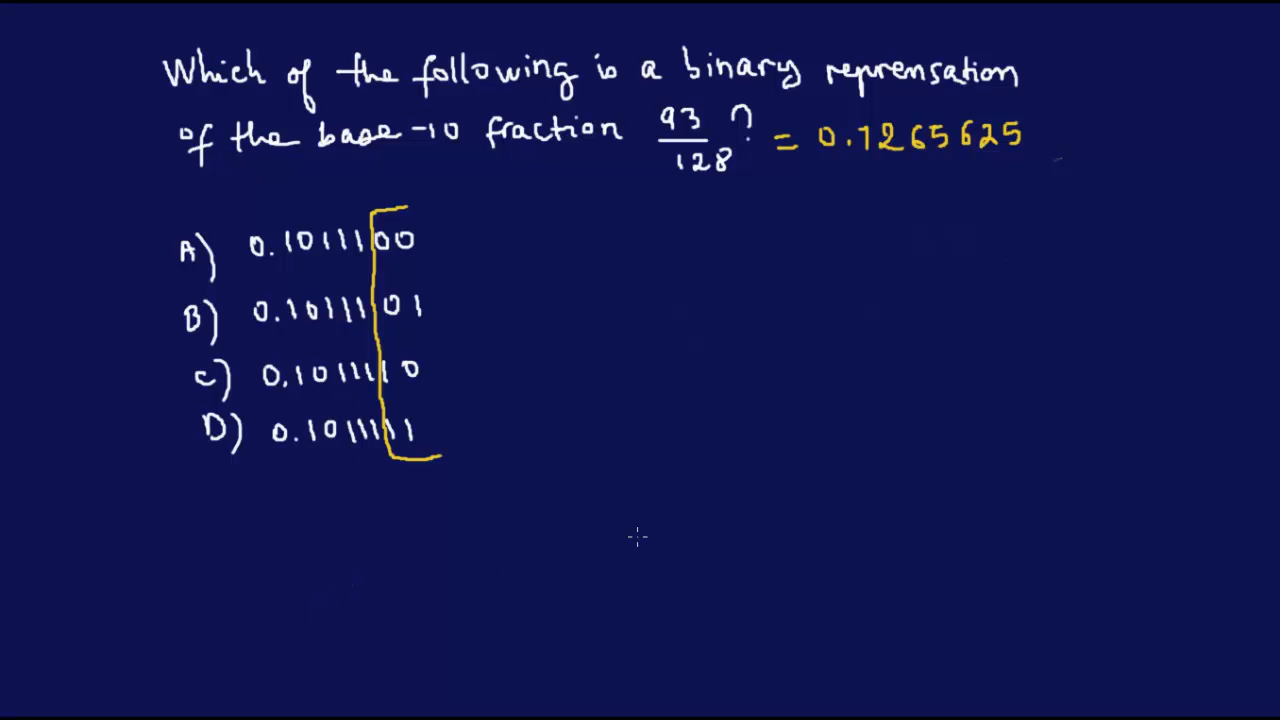 Which of the following is a binary reprensation
of the base-10 fraction 93/128? = 0.7265625
A) 0.1011100
B) 0.1011101
C) 0.1011110
D) 0.1011111